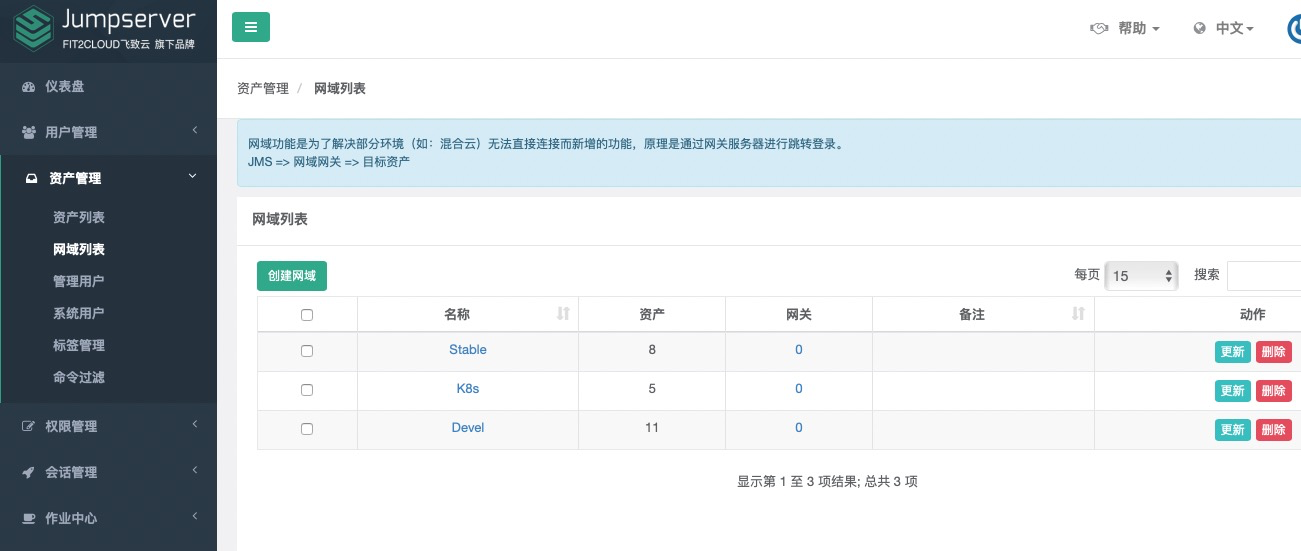 Jumpserver
FIT2CLOUD飞致云 旗下品牌
帮助
中文
仪表盘
用户管理
资产管理
资产列表
网域列表
管理用户
系统用户
标签管理
命令过滤
权限管理
会话管理
作业中心
资产管理 / 网域列表
网域功能是为了解决部分环境（如：混合云）无法直接连接而新增的功能，原理是通过网关服务器进行跳转登录。
JMS => 网域网关 => 目标资产
网域列表
创建网域
每页 15 搜索
名称 资产 网关 备注 动作
Stable 8 0 更新 删除
K8s 5 0 更新 删除
Devel 11 0 更新 删除
显示第 1 至 3 项结果; 总共 3 项